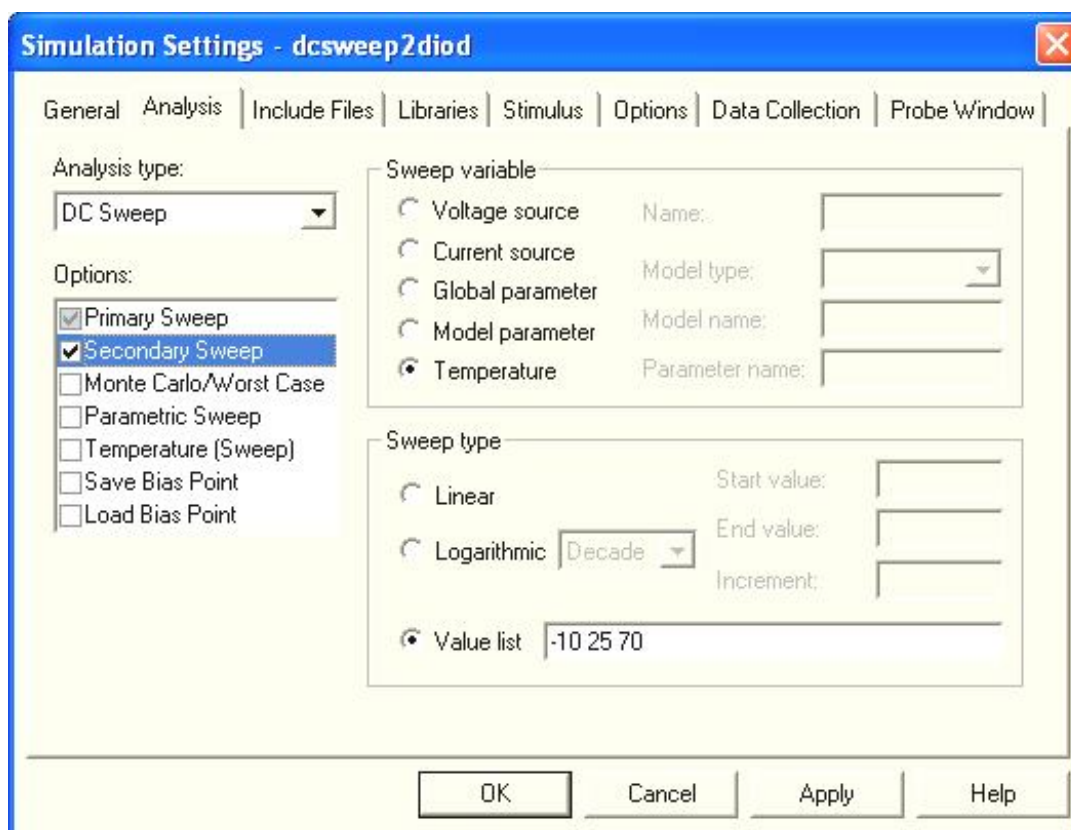 Simulation Settings - dcsweep2diod
General Analysis Include Files Libraries Stimulus Options Data Collection Probe Window
Analysis type:
DC Sweep
Options:
Primary Sweep
Secondary Sweep
Monte Carlo/Worst Case
Parametric Sweep
Temperature (Sweep)
Save Bias Point
Load Bias Point
Sweep variable
Voltage source
Current source
Global parameter
Model parameter
Temperature
Name:
Model type:
Model name:
Parameter name:
Sweep type
Linear
Logarithmic Decade
Start value:
End value:
Increment:
Value list -10 25 70
OK Cancel Apply Help